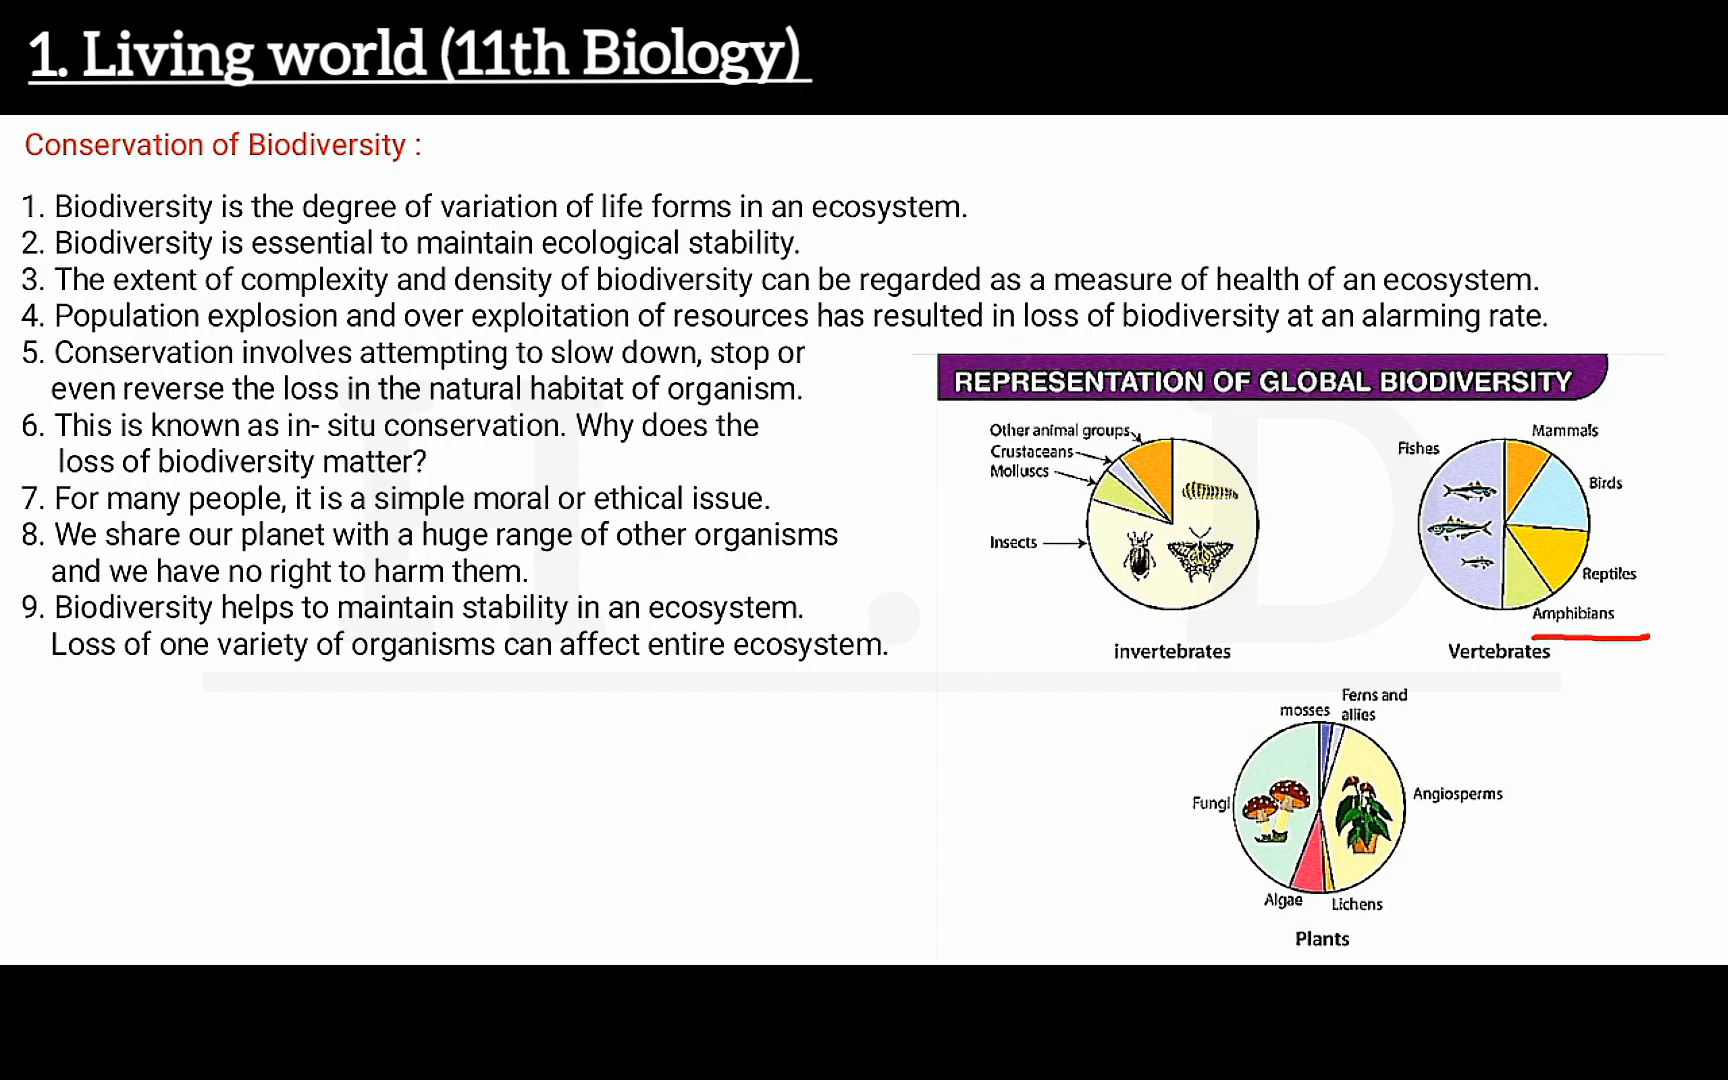 1. Living world (11th Biology)
Conservation of Biodiversity :
1. Biodiversity is the degree of variation of life forms in an ecosystem.
2. Biodiversity is essential to maintain ecological stability.
3. The extent of complexity and density of biodiversity can be regarded as a measure of health of an ecosystem.
4. Population explosion and over exploitation of resources has resulted in loss of biodiversity at an alarming rate.
5. Conservation involves attempting to slow down, stop or
even reverse the loss in the natural habitat of organism.
6. This is known as in- situ conservation. Why does the
loss of biodiversity matter?
7. For many people, it is a simple moral or ethical issue.
8. We share our planet with a huge range of other organisms
and we have no right to harm them.
9. Biodiversity helps to maintain stability in an ecosystem.
Loss of one variety of organisms can affect entire ecosystem.
REPRESENTATION OF GLOBAL BIODIVERSITY
Other animal groups
Crustaceans
Molluscs
Insects
invertebrates
Fishes
Mammals
Birds
Reptiles
Amphibians
Vertebrates
mosses
Ferns and
allies
Fungi
Angiosperms
Algae
Lichens
Plants